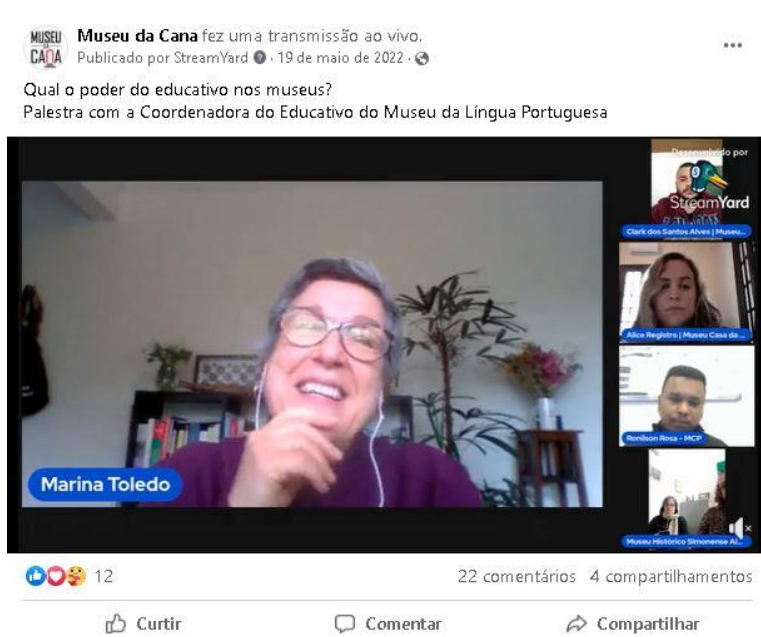 MUSEU
DA
CANA
Museu da Cana fez uma transmissão ao vivo.
Publicado por StreamYard · 19 de maio de 2022 ·
Qual o poder do educativo nos museus?
Palestra com a Coordenadora do Educativo do Museu da Língua Portuguesa
Desenvolvido por
StreamYard
Clark dos Santos Alves | Museu...
Alice Registro | Museu Casa da ...
Ronilson Rosa - MCP
Museu Histórico Simonense Al...
Marina Toledo
12
22 comentários 4 compartilhamentos
Curtir
Comentar
Compartilhar